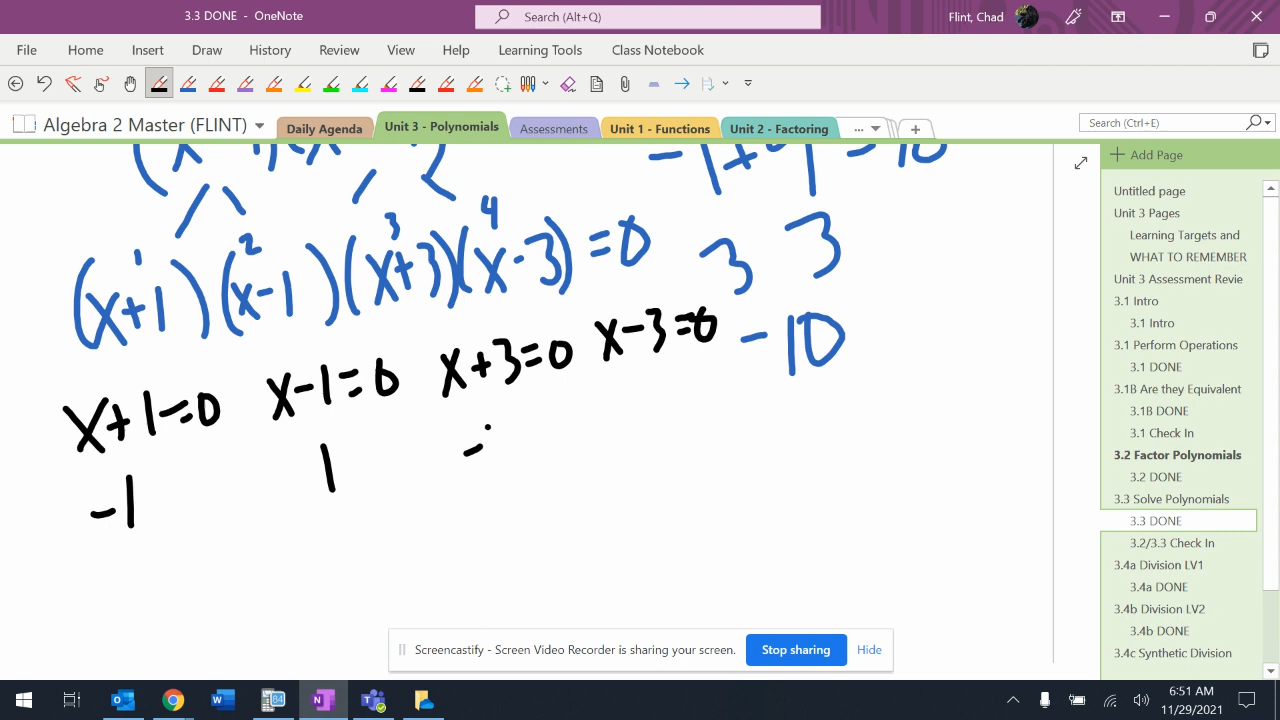 3.3 DONE - OneNote
Search (Alt+Q)
Flint, Chad
File Home Insert Draw History Review View Help Learning Tools Class Notebook
Algebra 2 Master (FLINT)
Daily Agenda
Unit 3 - Polynomials
Assessments
Unit 1 - Functions
Unit 2 - Factoring
...
+
Search (Ctrl+E)
Add Page
Untitled page
Unit 3 Pages
Learning Targets and
WHAT TO REMEMBER
Unit 3 Assessment Revie
3.1 Intro
3.1 Intro
3.1 Perform Operations
3.1 DONE
3.1B Are they Equivalent
3.1B DONE
3.1 Check In
3.2 Factor Polynomials
3.2 DONE
3.3 Solve Polynomials
3.3 DONE
3.2/3.3 Check In
3.4a Division LV1
3.4a DONE
3.4b Division LV2
3.4b DONE
3.4c Synthetic Division
1 2 3 4
(x+1)(x-1)(x+3)(x-3)=0
3 3
-10
x+1=0 x-1=0 x+3=0 x-3=0
-1 1 -
Screencastify - Screen Video Recorder is sharing your screen.
Stop sharing
Hide
6:51 AM
11/29/2021